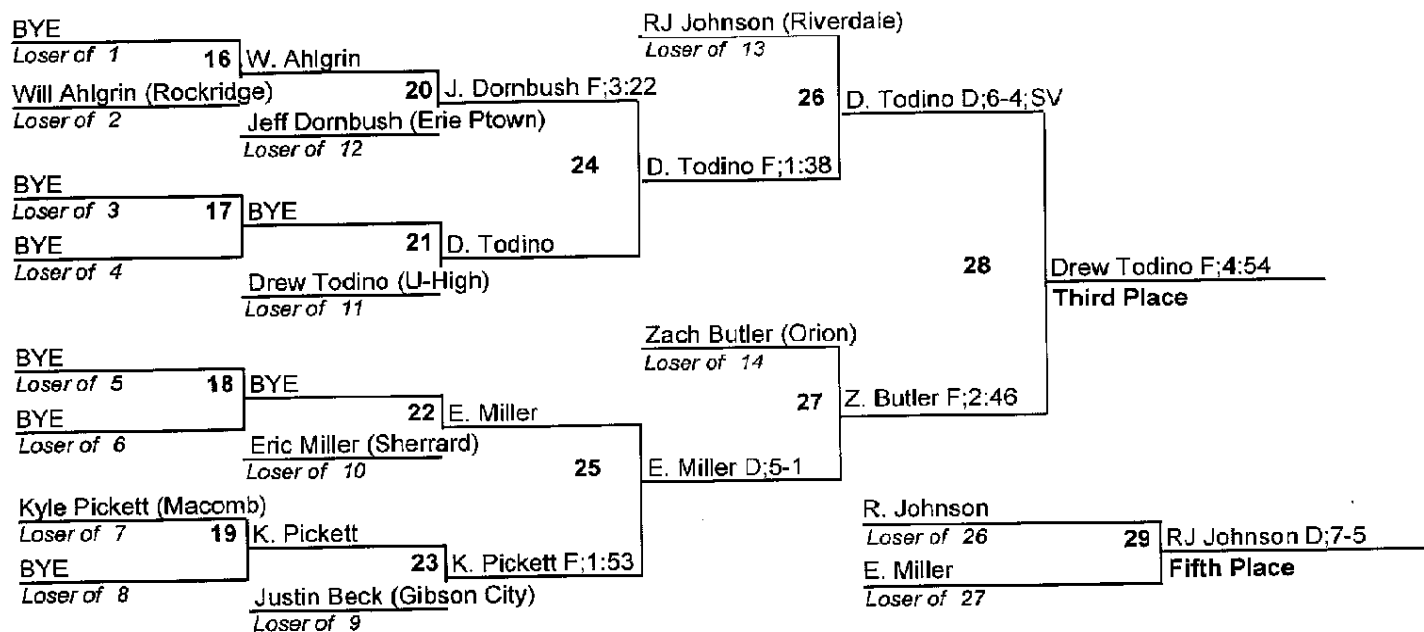 BYE
Loser of 1
16
W. Ahlgrin
Will Ahlgrin (Rockridge)
Loser of 2
20
J. Dornbush F;3:22
Jeff Dornbush (Erie Ptown)
Loser of 12
RJ Johnson (Riverdale)
Loser of 13
26
D. Todino D;6-4;SV
24
D. Todino F;1:38
BYE
Loser of 3
17
BYE
BYE
Loser of 4
21
D. Todino
Drew Todino (U-High)
Loser of 11
28
Drew Todino F;4:54
Third Place
BYE
Loser of 5
18
BYE
BYE
Loser of 6
22
E. Miller
Eric Miller (Sherrard)
Loser of 10
Zach Butler (Orion)
Loser of 14
27
Z. Butler F;2:46
25
E. Miller D;5-1
Kyle Pickett (Macomb)
Loser of 7
19
K. Pickett
BYE
Loser of 8
23
K. Pickett F;1:53
Justin Beck (Gibson City)
Loser of 9
R. Johnson
Loser of 26
29
RJ Johnson D;7-5
Fifth Place
E. Miller
Loser of 27